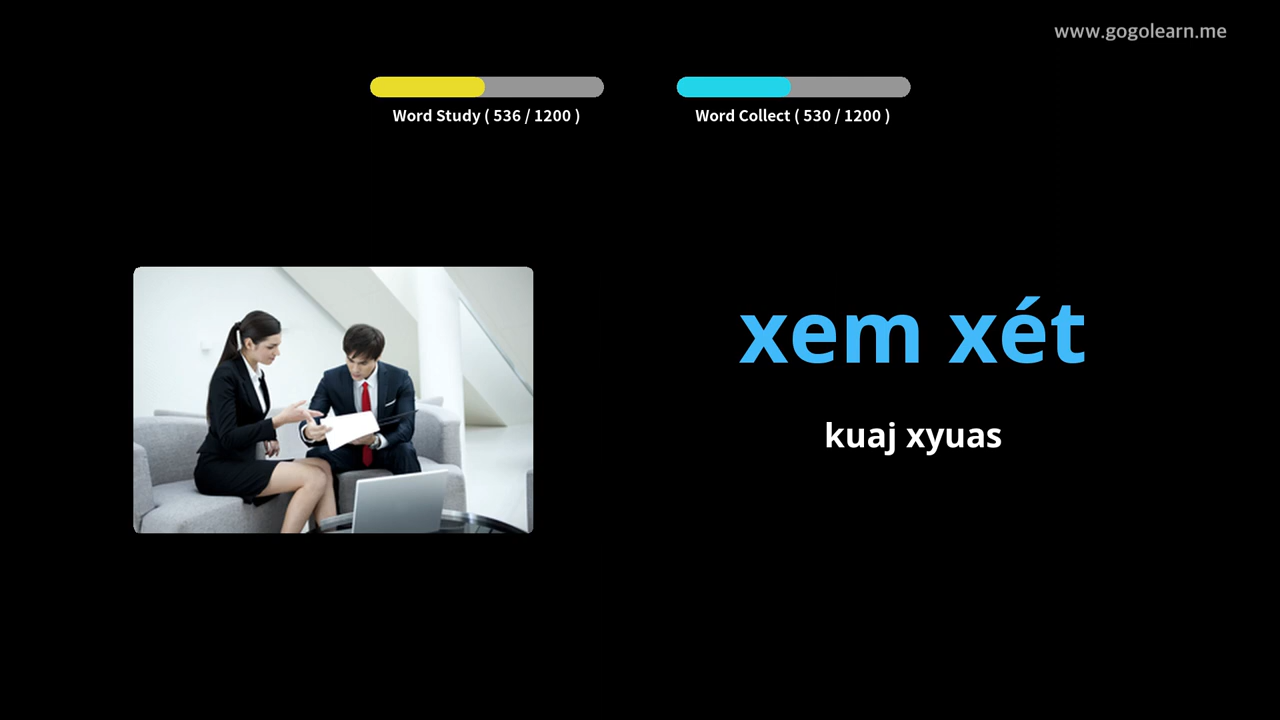 www.gogolearn.me
Word Study ( 536 / 1200 )
Word Collect ( 530 / 1200 )
xem xét
kuaj xyuas